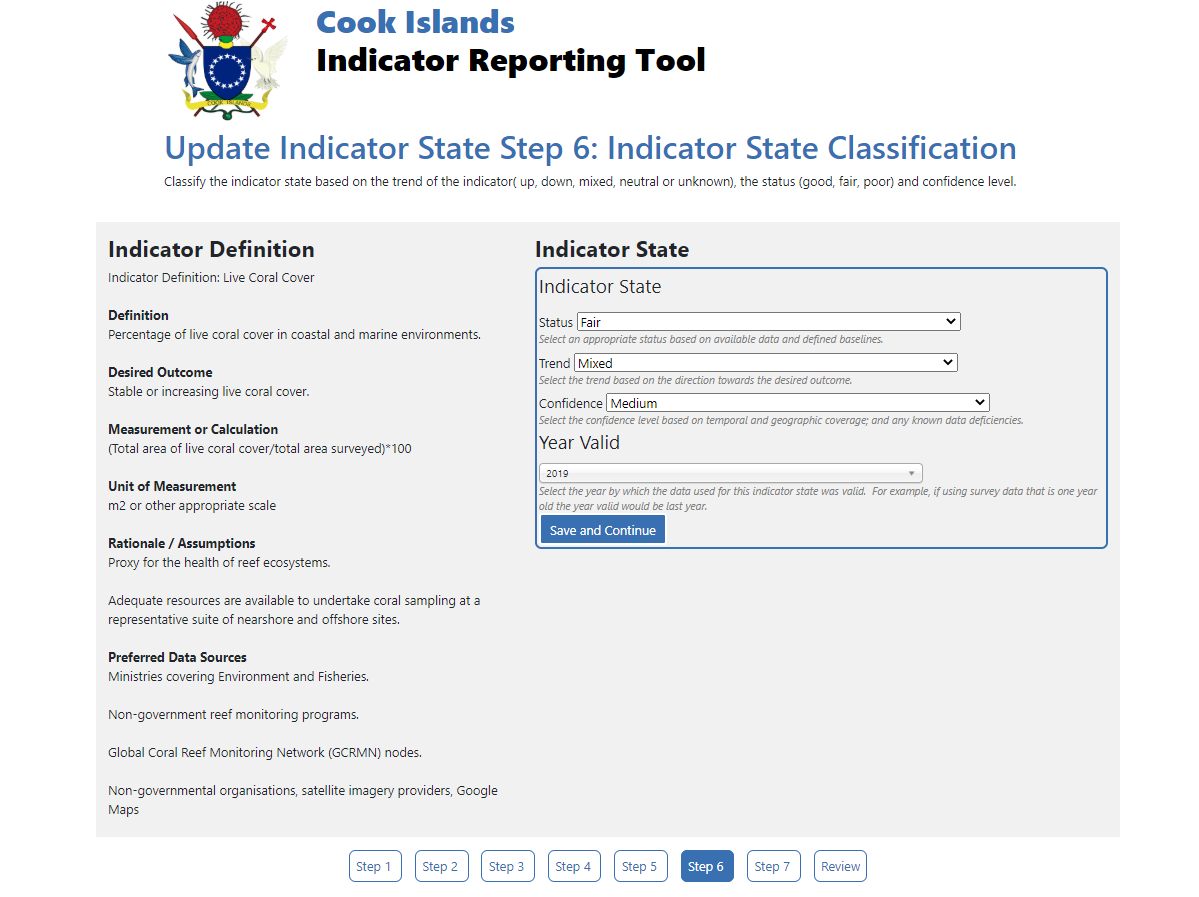 Cook Islands
Indicator Reporting Tool
COOK ISLANDS
Update Indicator State Step 6: Indicator State Classification
Classify the indicator state based on the trend of the indicator( up, down, mixed, neutral or unknown), the status (good, fair, poor) and confidence level.
Indicator Definition
Indicator Definition: Live Coral Cover
Definition
Percentage of live coral cover in coastal and marine environments.
Desired Outcome
Stable or increasing live coral cover.
Measurement or Calculation
(Total area of live coral cover/total area surveyed)*100
Unit of Measurement
m2 or other appropriate scale
Rationale / Assumptions
Proxy for the health of reef ecosystems.
Adequate resources are available to undertake coral sampling at a
representative suite of nearshore and offshore sites.
Preferred Data Sources
Ministries covering Environment and Fisheries.
Non-government reef monitoring programs.
Global Coral Reef Monitoring Network (GCRMN) nodes.
Non-governmental organisations, satellite imagery providers, Google
Maps
Indicator State
Indicator State
Status Fair
Select an appropriate status based on available data and defined baselines.
Trend Mixed
Select the trend based on the direction towards the desired outcome.
Confidence Medium
Select the confidence level based on temporal and geographic coverage; and any known data deficiencies.
Year Valid
2019
Select the year by which the data used for this indicator state was valid. For example, if using survey data that is one year
old the year valid would be last year.
Save and Continue
Step 1 Step 2 Step 3 Step 4 Step 5 Step 6 Step 7 Review